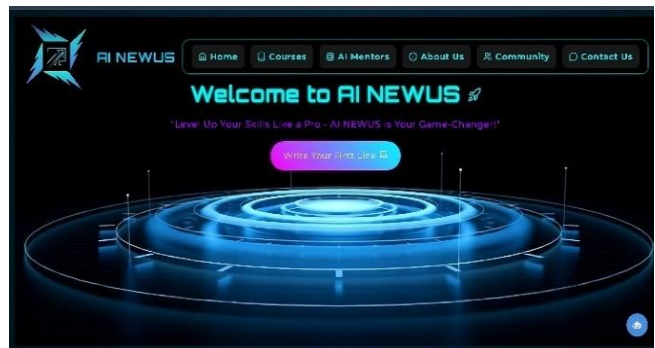 AI NEWUS
Home Courses AI Mentors About Us Community Contact Us
Welcome to AI NEWUS
"Level Up Your Skills Like a Pro - AI NEWUS is Your Game-Changer!"
Write Your First Line